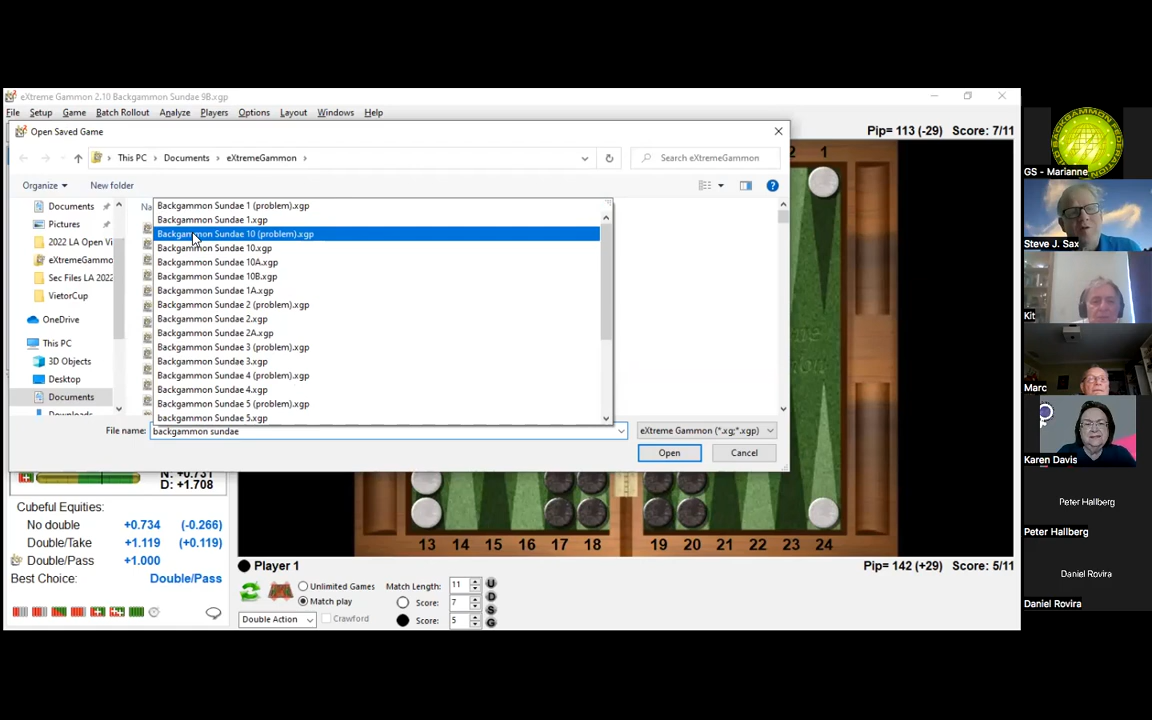 eXtreme Gammon 2.10 Backgammon Sundae 9B.xgp
File Setup Game Batch Rollout Players Analyze Options Layout Windows Help
Open Saved Game
Pip= 113 (-29) Score: 7/11
This PC > Documents > eXtremeGammon >
Search eXtremeGammon
2 1
Organize
New folder
Documents
Pictures
2022 LA Open Vi
eXtremeGammo
Sec Files LA 2022
VietorCup
OneDrive
This PC
3D Objects
Desktop
Documents
Downloads
Na
Backgammon Sundae 1 (problem).xgp
Backgammon Sundae 1.xgp
Backgammon Sundae 10 (problem).xgp
Backgammon Sundae 10.xgp
Backgammon Sundae 10A.xgp
Backgammon Sundae 10B.xgp
Backgammon Sundae 1A.xgp
Backgammon Sundae 2 (problem).xgp
Backgammon Sundae 2.xgp
Backgammon Sundae 2A.xgp
Backgammon Sundae 3 (problem).xgp
Backgammon Sundae 3.xgp
Backgammon Sundae 4 (problem).xgp
Backgammon Sundae 4.xgp
Backgammon Sundae 5 (problem).xgp
backgammon Sundae 5.xgp
File name: backgammon sundae
eXtreme Gammon (*.xg;*.xgp)
Open Cancel
N: +0.731
D: +1.708
Cubeful Equities:
No double +0.734 (-0.266)
Double/Take +1.119 (+0.119)
Double/Pass +1.000
Best Choice: Double/Pass
13 14 15 16 17 18 19 20 21 22 23 24
Player 1
Pip= 142 (+29) Score: 5/11
Unlimited Games
Match play
Double Action
Crawford
Match Length: 11
Score: 7
Score: 5
U
D
S
G
BACKGAMMON FEDERATION
GS - Marianne
Steve J. Sax
Kit
Marc
Karen Davis
Peter Hallberg
Peter Hallberg
Daniel Rovira
Daniel Rovira